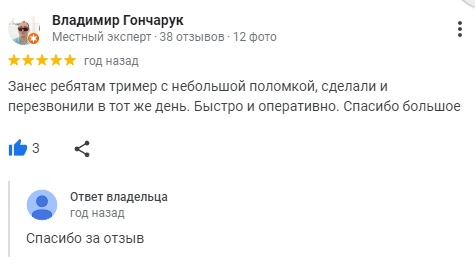 Владимир Гончарук
Местный эксперт · 38 отзывов · 12 фото
год назад
Занес ребятам тример с небольшой поломкой, сделали и
перезвонили в тот же день. Быстро и оперативно. Спасибо большое
3
Ответ владельца
год назад
Спасибо за отзыв